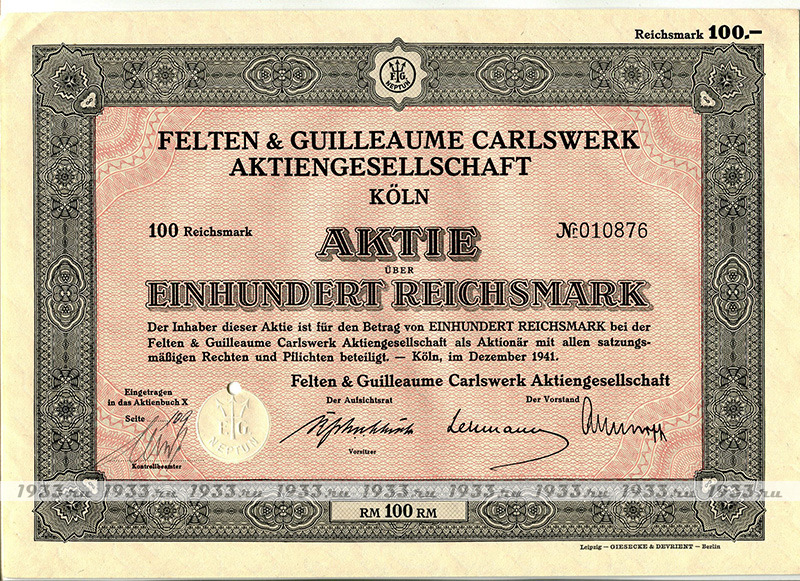 Reichsmark 100,—
F G
NEPTUN
FELTEN & GUILLEAUME CARLSWERK
AKTIENGESELLSCHAFT
KÖLN
100 Reichsmark
AKTIE
№ 010876
ÜBER
EINHUNDERT REICHSMARK
Der Inhaber dieser Aktie ist für den Betrag von EINHUNDERT REICHSMARK bei der
Felten & Guilleaume Carlswerk Aktiengesellschaft als Aktionär mit allen satzungs-
mäßigen Rechten und Pflichten beteiligt. — Köln, im Dezember 1941.
Felten & Guilleaume Carlswerk Aktiengesellschaft
Eingetragen
in das Aktienbuch X
Seite 109
Kontrollbeamter
F G
NEPTUN
Der Aufsichtsrat
Vorsitzer
Der Vorstand
Lehmann
1933.ru 1933.ru 1933.ru 1933.ru 1933.ru 1933.ru 1933.ru 1933.ru 1933.ru
RM 100 RM
Leipzig — GIESECKE & DEVRIENT — Berlin